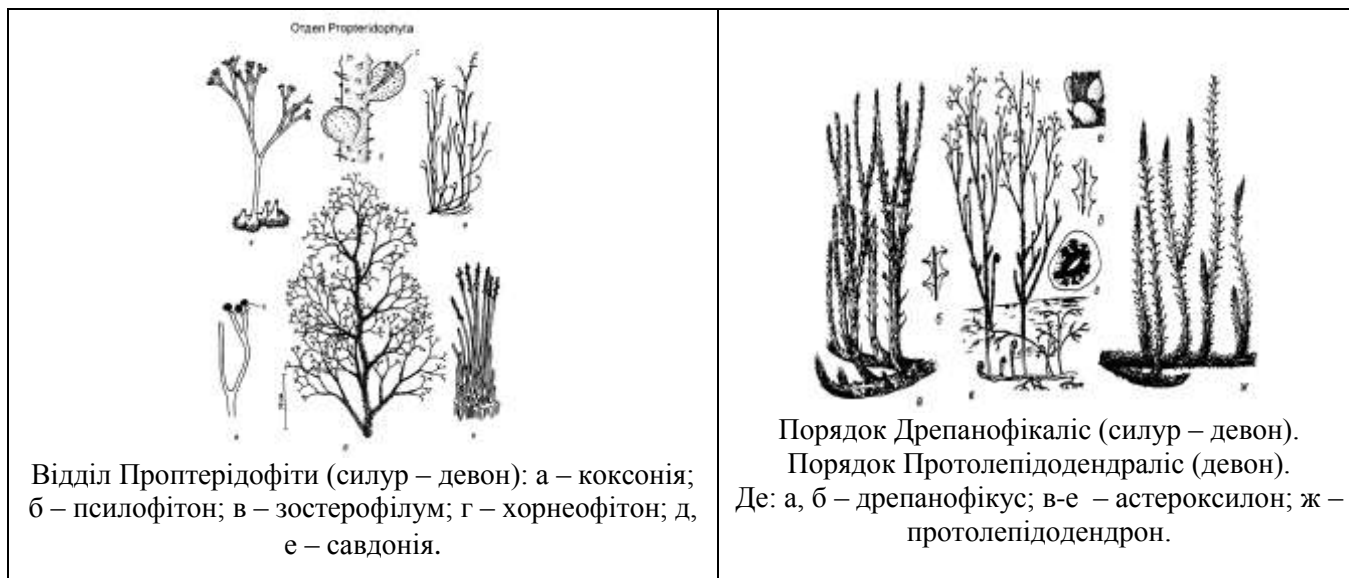 Отдел Propteridophyta
Відділ Проптерідофіти (силур – девон): а – коксонія;
б – псилофітон; в – зостерофілум; г – хорнеофітон; д,
е – савдонія.
Порядок Дрепанофікаліс (силур – девон).
Порядок Протолепідодендраліс (девон).
Де: а, б – дрепанофікус; в-е – астероксилон; ж –
протолепідодендрон.